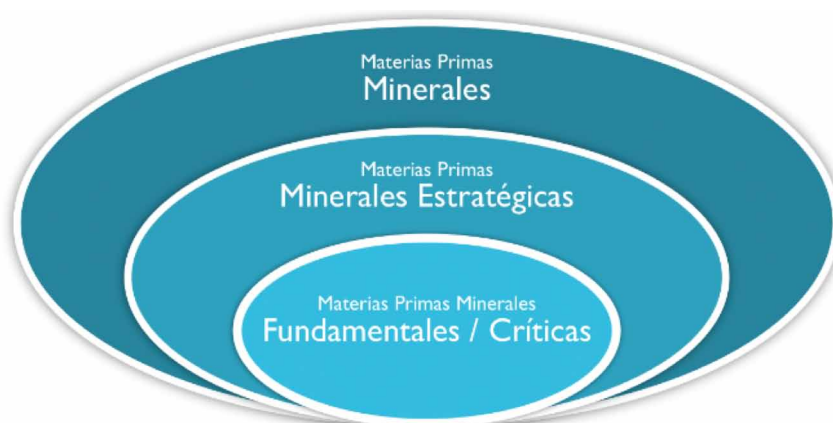 Materias Primas
Minerales
Materias Primas
Minerales Estratégicas
Materias Primas Minerales
Fundamentales / Críticas